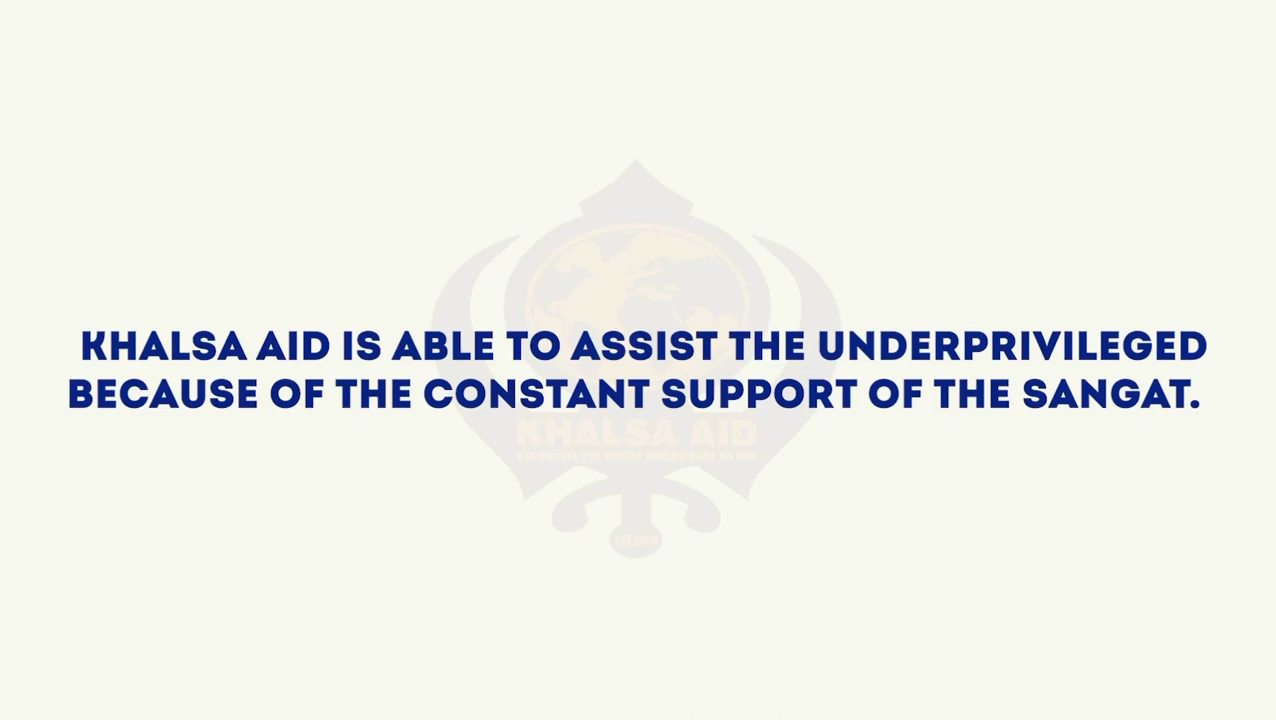 KHALSA AID IS ABLE TO ASSIST THE UNDERPRIVILEGED
BECAUSE OF THE CONSTANT SUPPORT OF THE SANGAT.
KHALSA AID